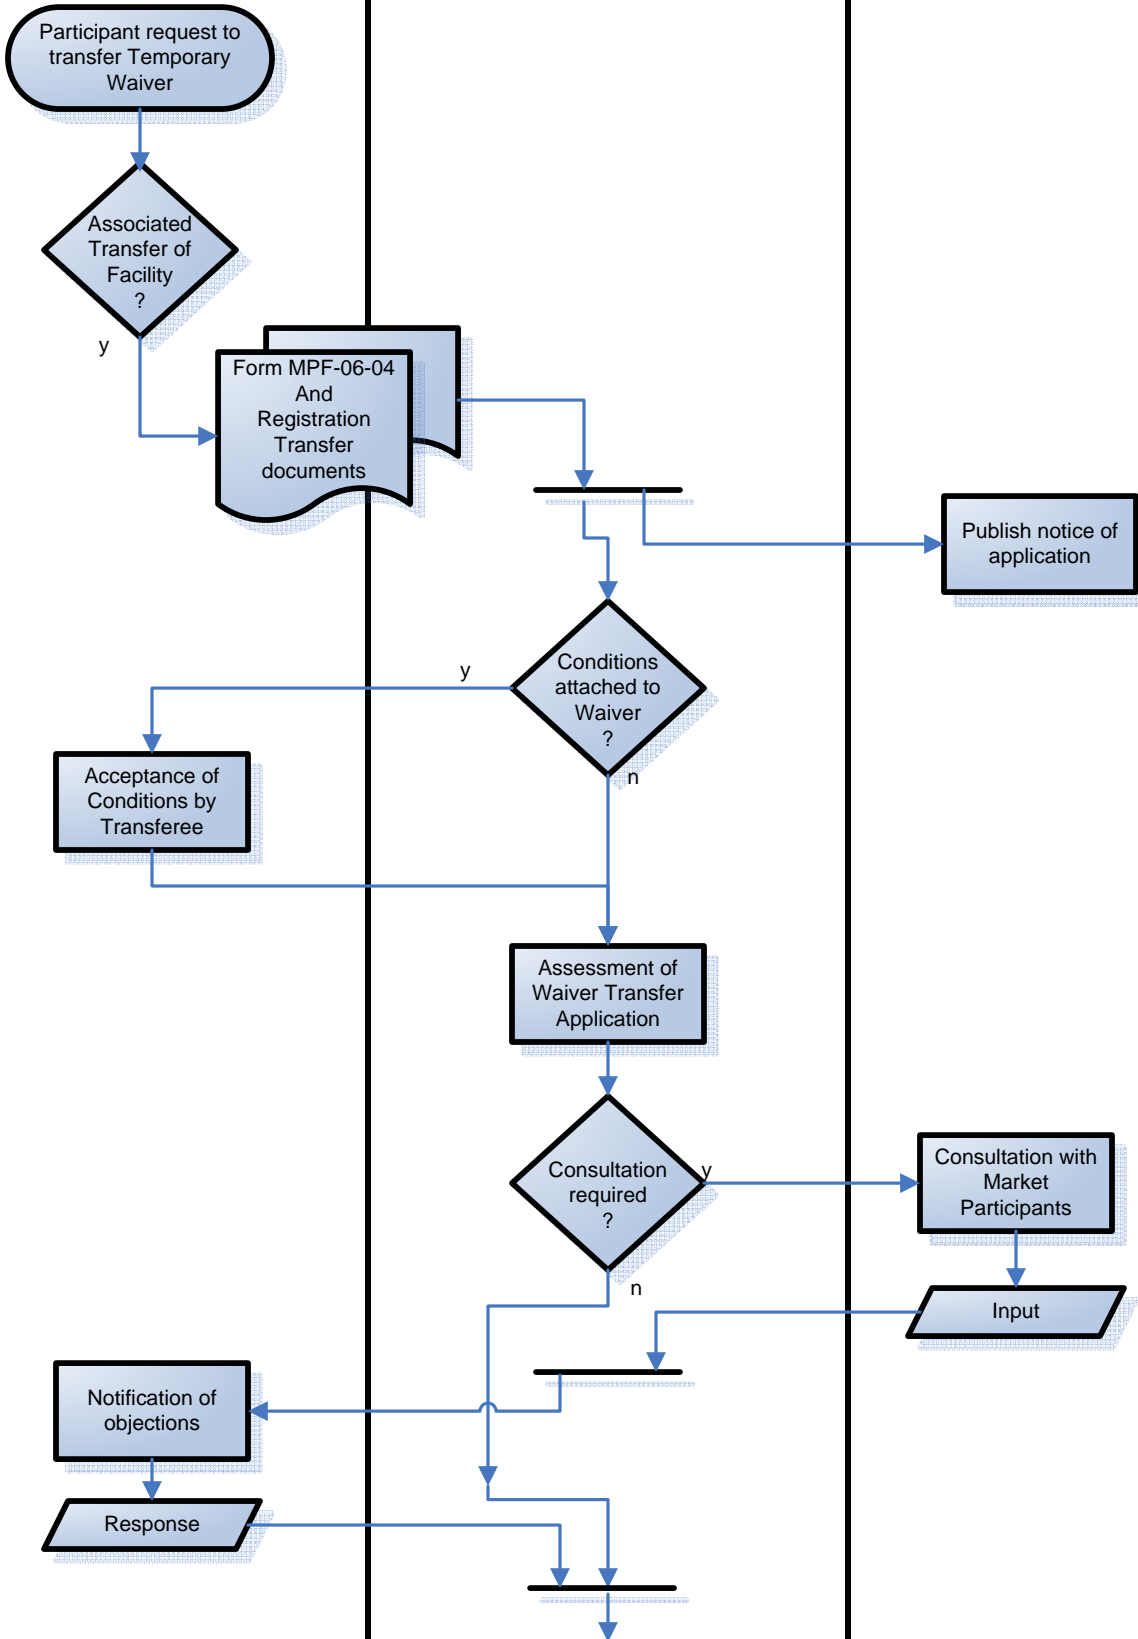 Participant request to
transfer Temporary
Waiver
Associated
Transfer of
Facility
?
y
Form MPF-06-04
And
Registration
Transfer
documents
Publish notice of
application
Conditions
attached to
Waiver
?
y
n
Acceptance of
Conditions by
Transferee
Assessment of
Waiver Transfer
Application
Consultation
required
?
y
n
Consultation with
Market
Participants
Input
Notification of
objections
Response